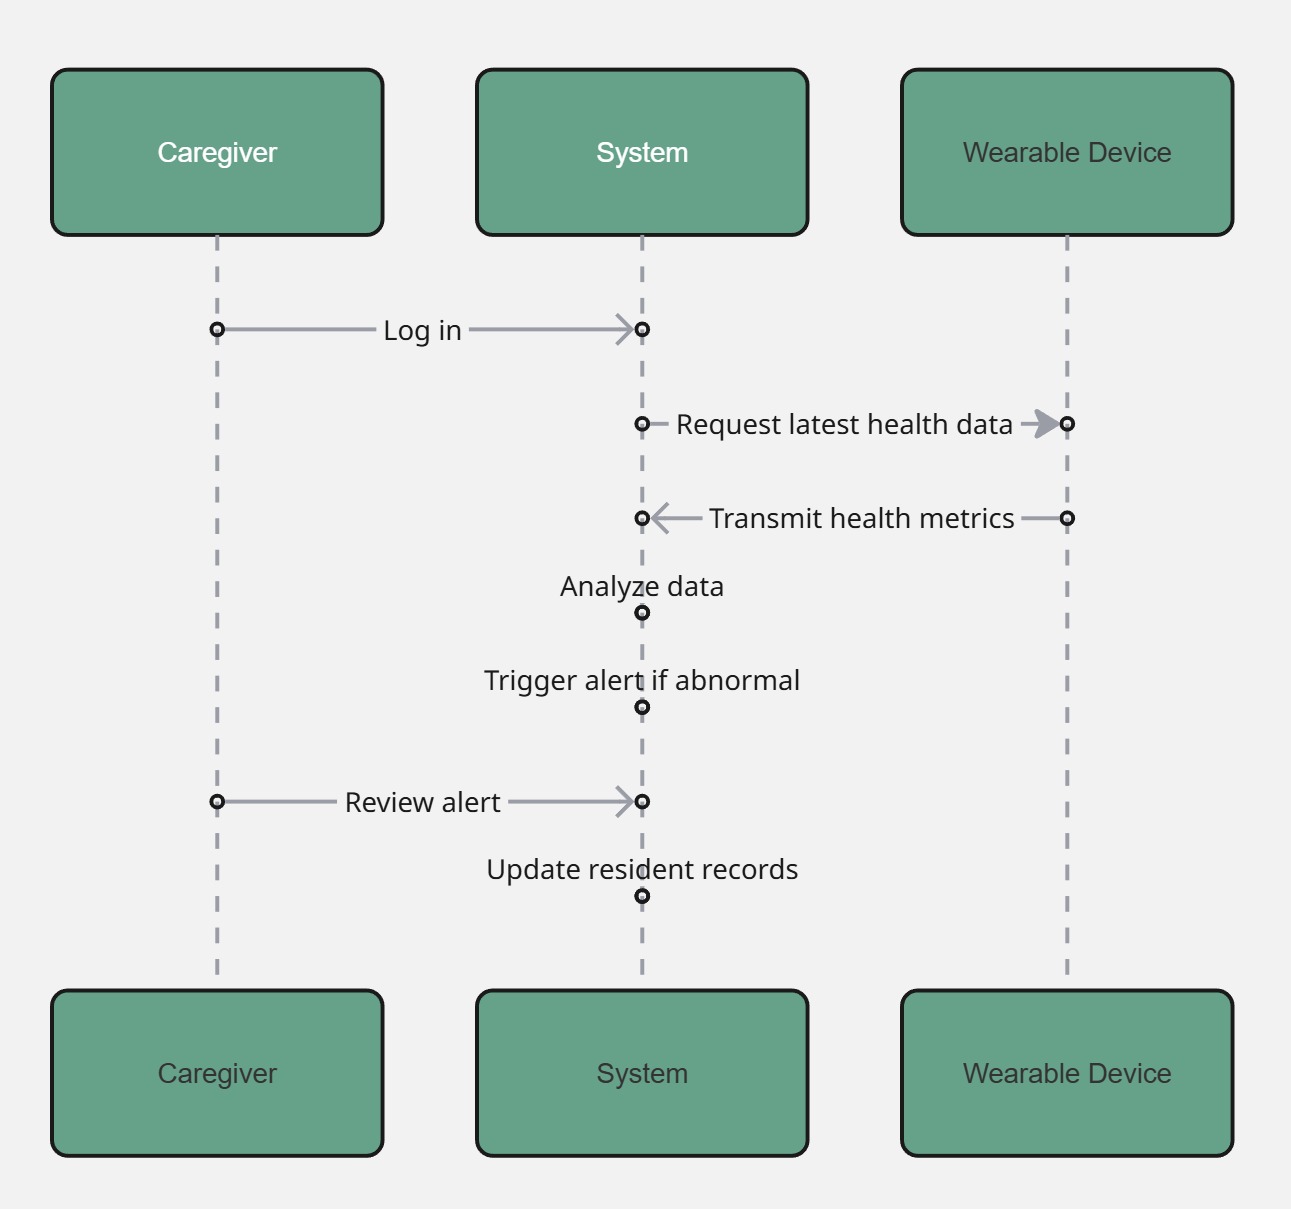 Caregiver
System
Wearable Device
Log in
Request latest health data
Transmit health metrics
Analyze data
Trigger alert if abnormal
Review alert
Update resident records
Caregiver
System
Wearable Device